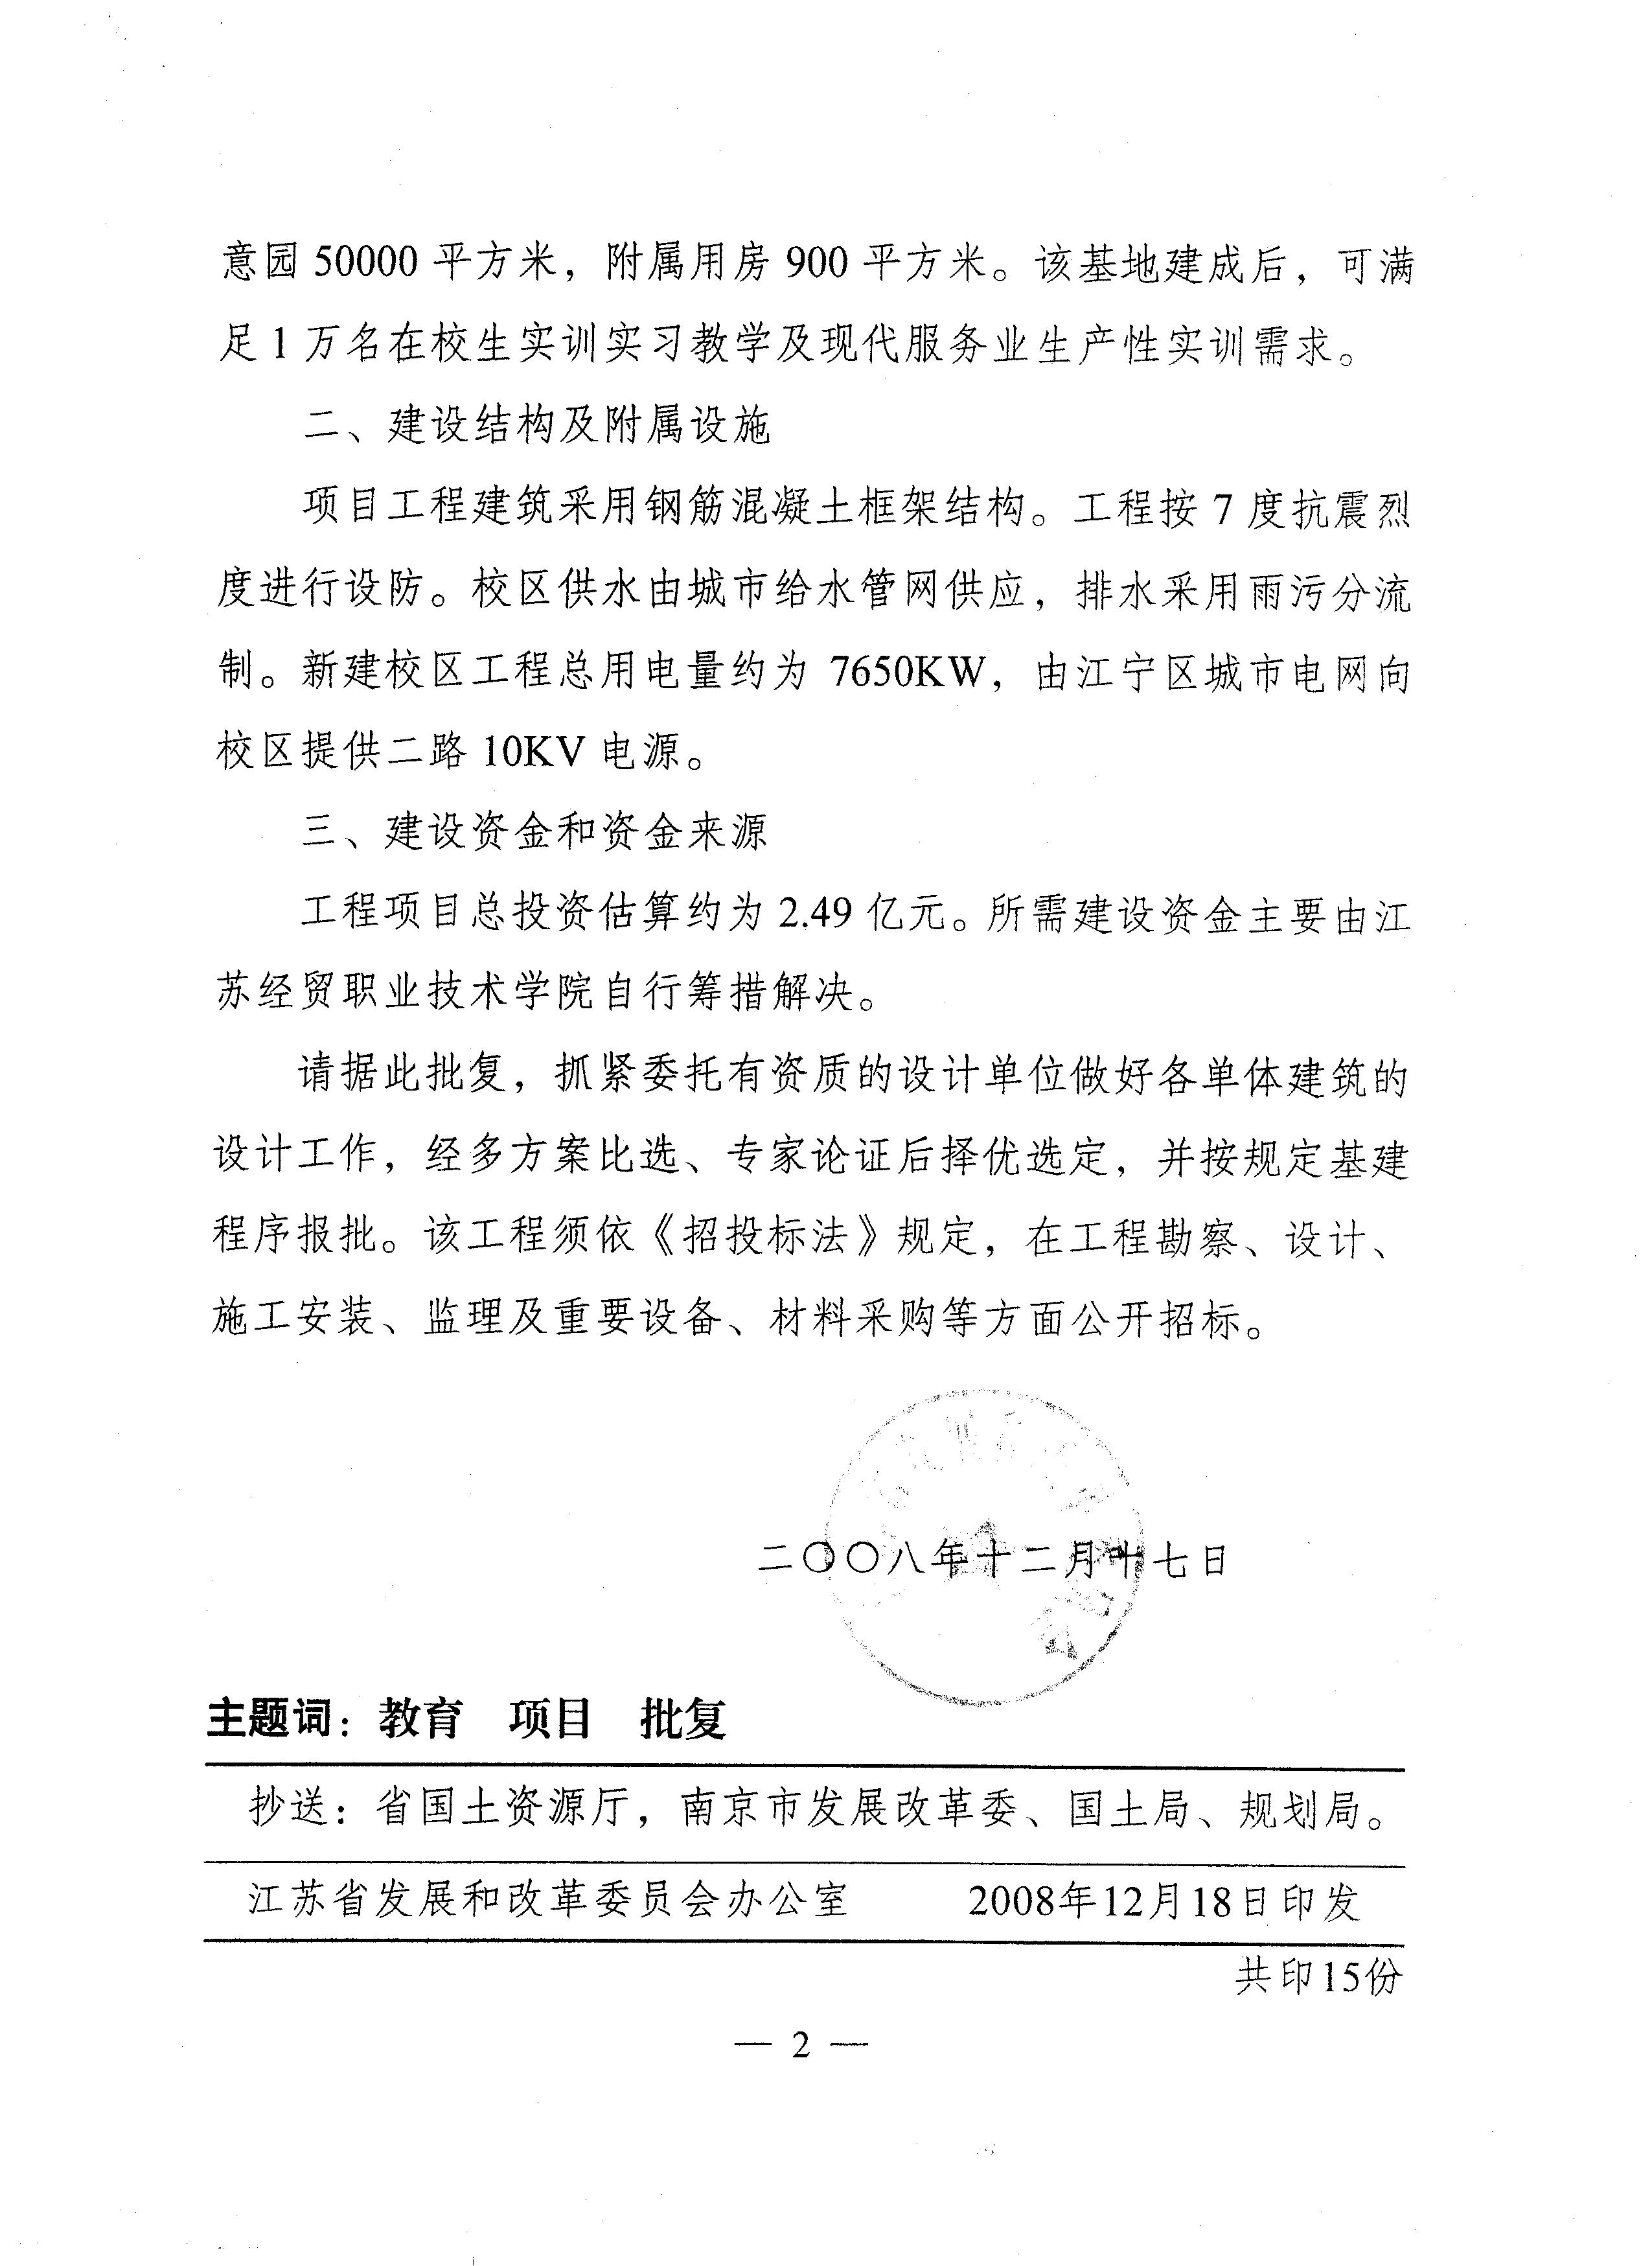 意园 50000 平方米，附属用房 900 平方米。该基地建成后，可满
足 1 万名在校生实训实习教学及现代服务业生产性实训需求。
二、建设结构及附属设施
项目工程建筑采用钢筋混凝土框架结构。工程按 7 度抗震烈
度进行设防。校区供水由城市给水管网供应，排水采用雨污分流
制。新建校区工程总用电量约为 7650KW，由江宁区城市电网向
校区提供二路 10KV 电源。
三、建设资金和资金来源
工程项目总投资估算约为 2.49 亿元。所需建设资金主要由江
苏经贸职业技术学院自行筹措解决。
请据此批复，抓紧委托有资质的设计单位做好各单体建筑的
设计工作，经多方案比选、专家论证后择优选定，并按规定基建
程序报批。该工程须依《招投标法》规定，在工程勘察、设计、
施工安装、监理及重要设备、材料采购等方面公开招标。
二〇〇八年十二月十七日
主题词：教育 项目 批复
抄送：省国土资源厅，南京市发展改革委、国土局、规划局。
江苏省发展和改革委员会办公室 2008年12月18日印发
共印15份
— 2 —